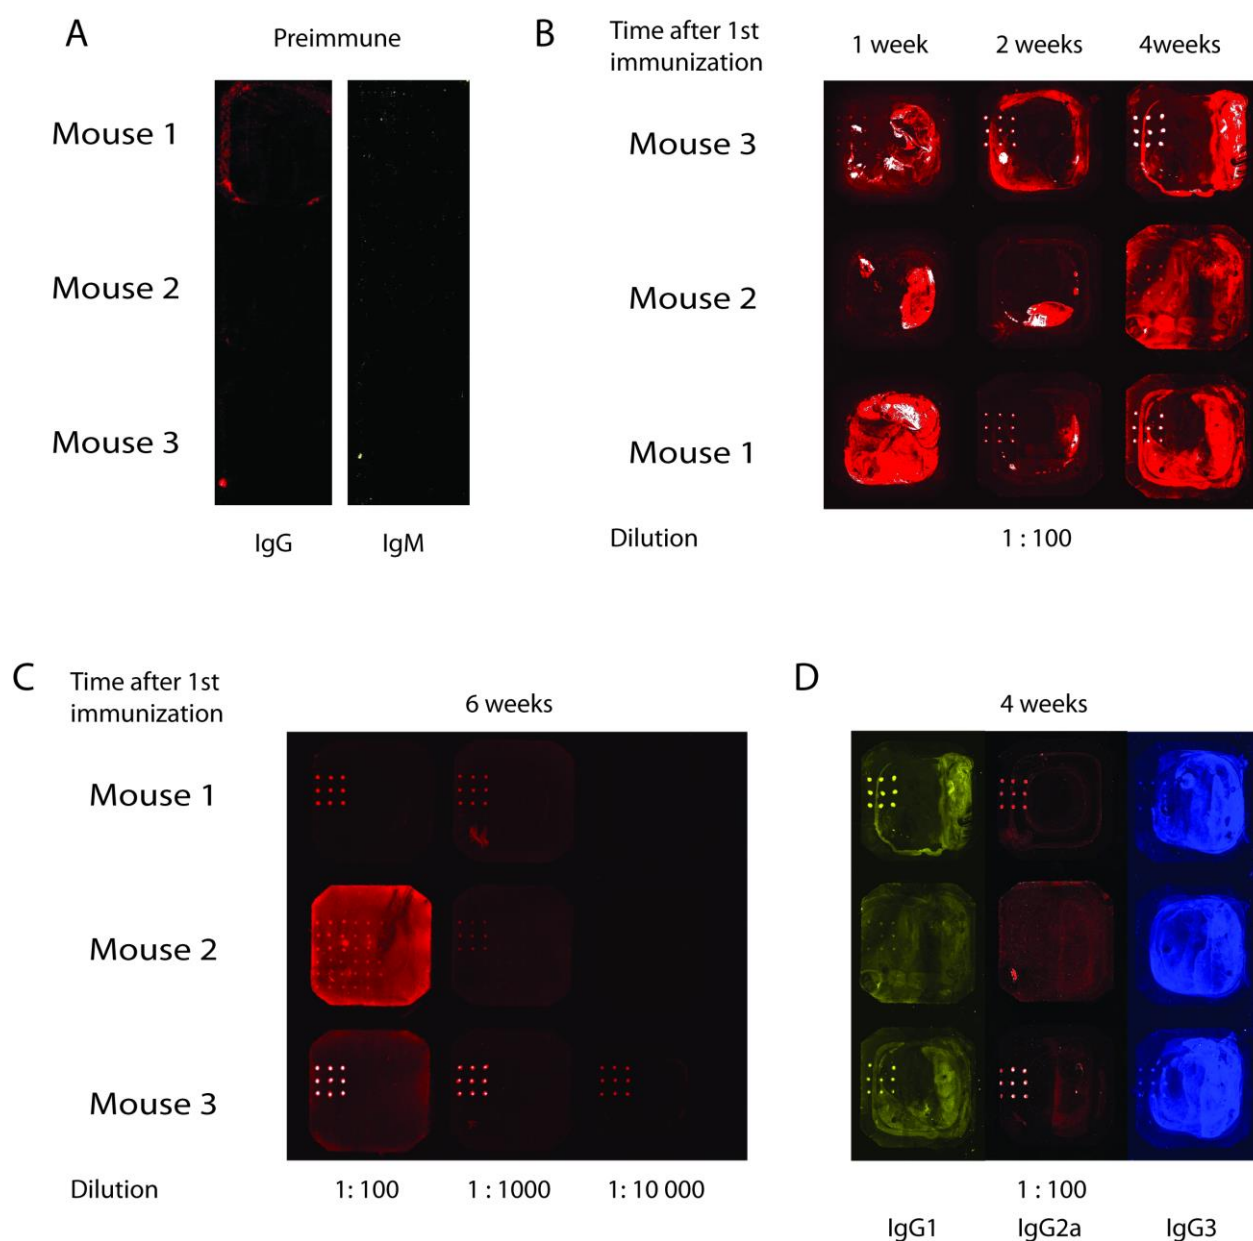 A
Preimmune
Mouse 1
Mouse 2
Mouse 3
IgG
IgM
B
Time after 1st
immunization
1 week
2 weeks
4weeks
Mouse 3
Mouse 2
Mouse 1
Dilution
1 : 100
C
Time after 1st
immunization
6 weeks
Mouse 1
Mouse 2
Mouse 3
Dilution
1: 100
1 : 1000
1: 10 000
D
4 weeks
1 : 100
IgG1
IgG2a
IgG3